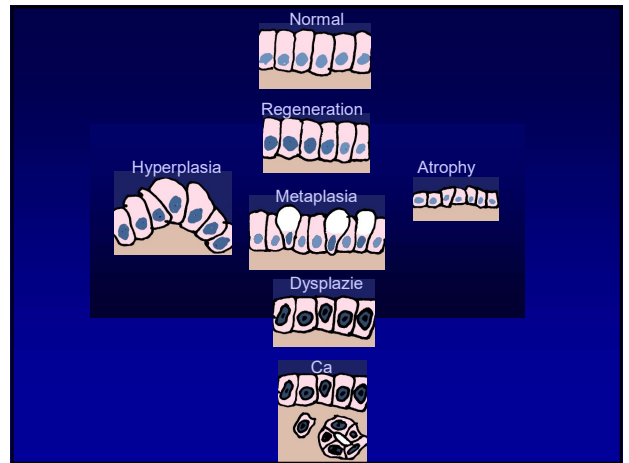 Normal
Regeneration
Hyperplasia
Atrophy
Metaplasia
Dysplazie
Ca